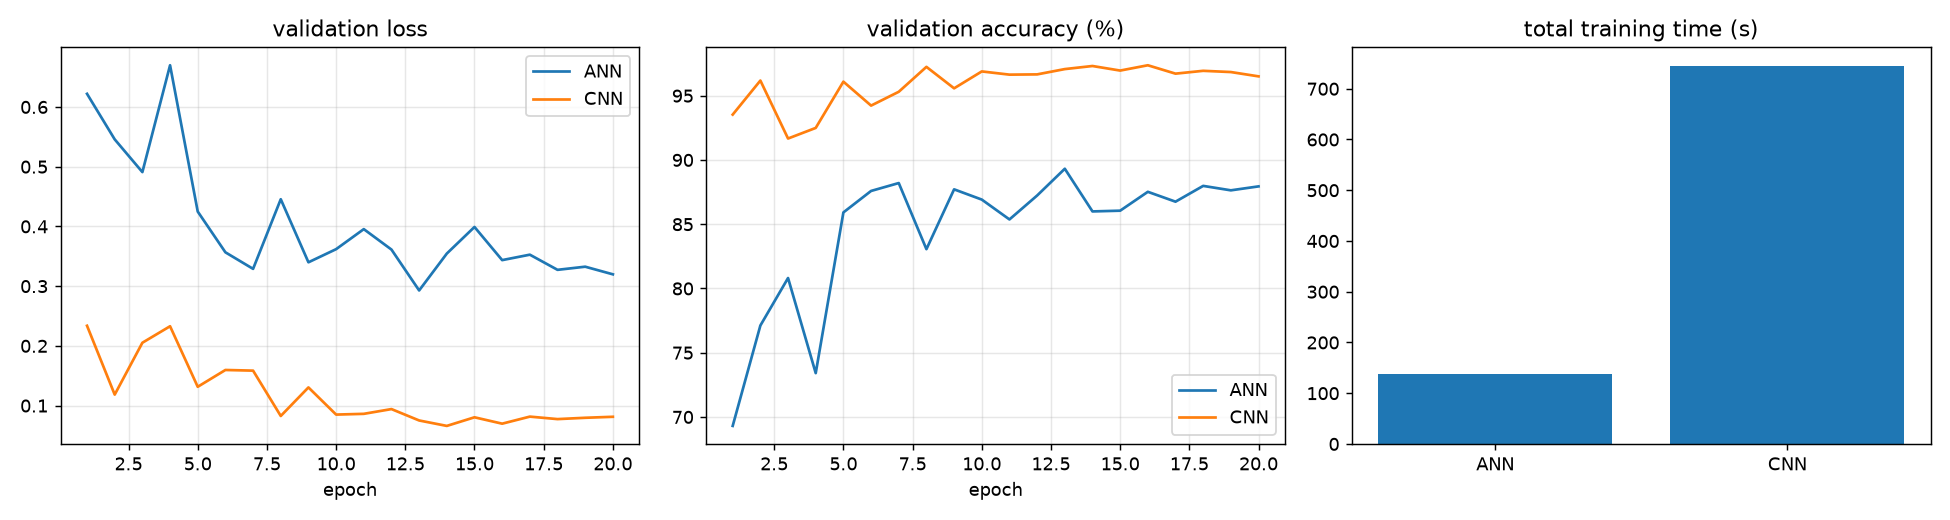 validation loss
ANN
CNN
0.6
0.5
0.4
0.3
0.2
0.1
2.5 5.0 7.5 10.0 12.5 15.0 17.5 20.0
epoch
validation accuracy (%)
95
90
85
80
75
70
ANN
CNN
2.5 5.0 7.5 10.0 12.5 15.0 17.5 20.0
epoch
total training time (s)
700
600
500
400
300
200
100
0
ANN CNN